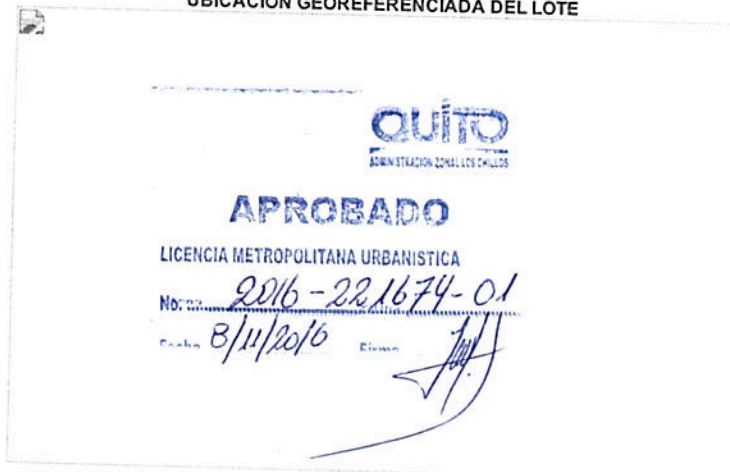 UBICACIÓN GEOREFERENCIADA DEL LOTE
QUITO
ADMINISTRACION ZONAL LOS CHILLOS
APROBADO
LICENCIA METROPOLITANA URBANISTICA
No. 2016-221674-01
Fecha 8/11/2016 Firma